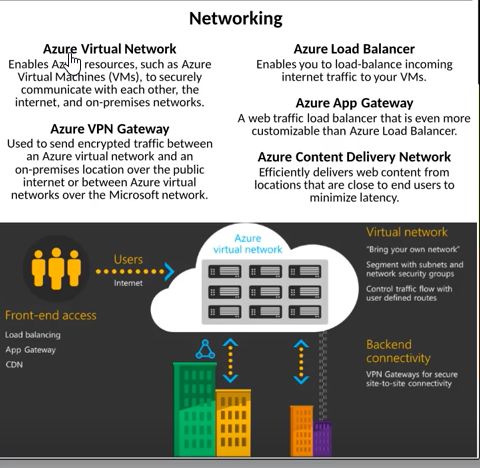 Networking
Azure Virtual Network
Enables Azure resources, such as Azure
Virtual Machines (VMs), to securely
communicate with each other, the
internet, and on-premises networks.
Azure VPN Gateway
Used to send encrypted traffic between
an Azure virtual network and an
on-premises location over the public
internet or between Azure virtual
networks over the Microsoft network.
Azure Load Balancer
Enables you to load-balance incoming
internet traffic to your VMs.
Azure App Gateway
A web traffic load balancer that is even more
customizable than Azure Load Balancer.
Azure Content Delivery Network
Efficiently delivers web content from
locations that are close to end users to
minimize latency.
Users
Internet
Front-end access
Load balancing
App Gateway
CDN
Azure
virtual network
Virtual network
"Bring your own network"
Segment with subnets and
network security groups
Control traffic flow with
user defined routes
Backend
connectivity
VPN Gateways for secure
site-to-site connectivity